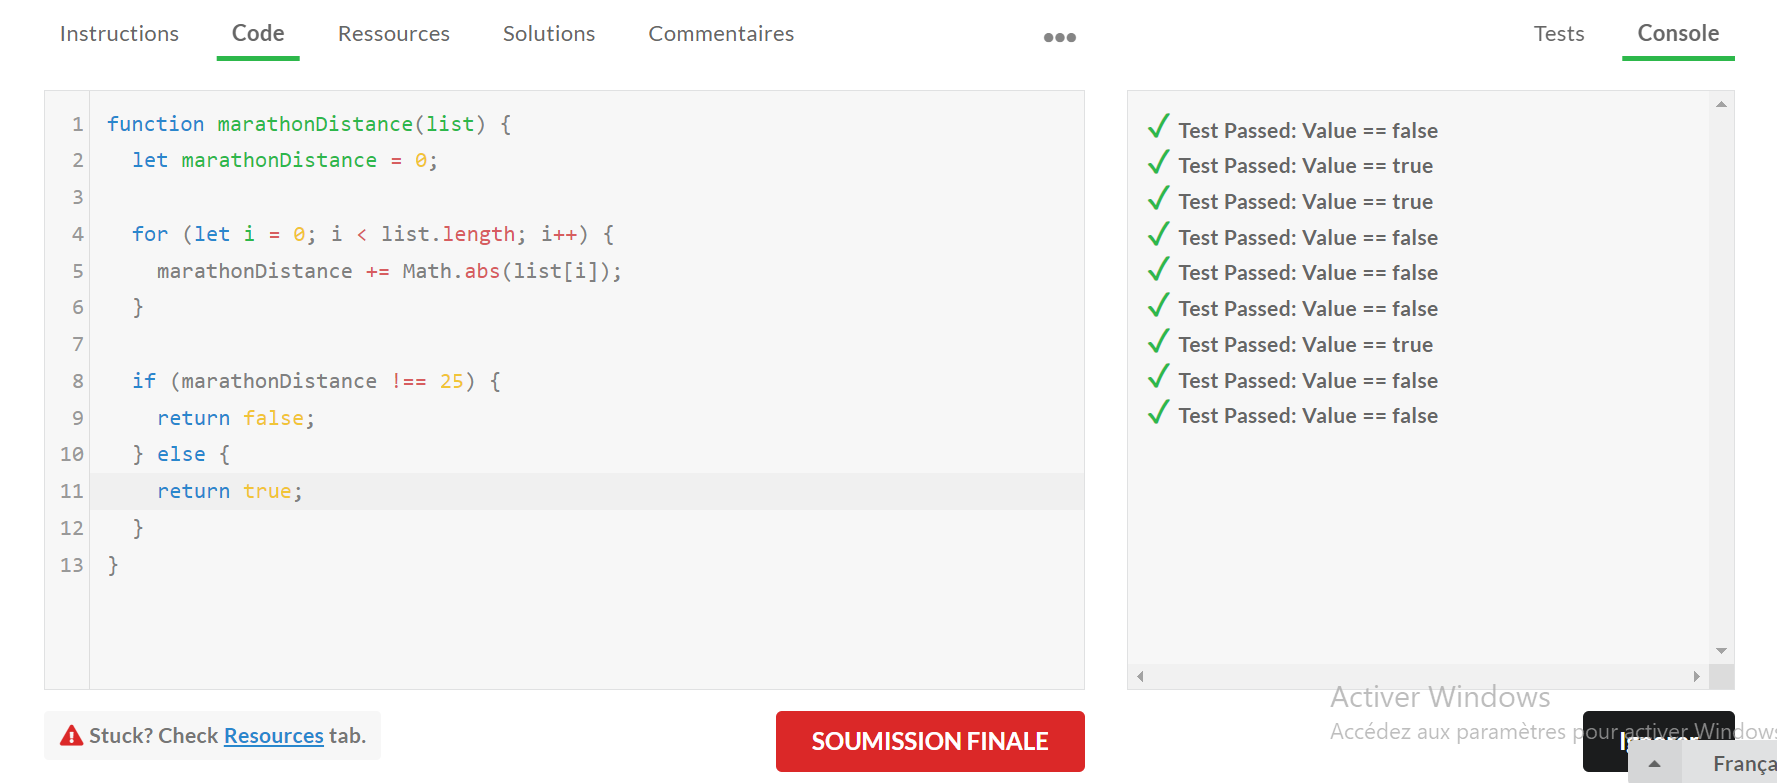 Instructions Code Ressources Solutions Commentaires
Tests Console
1 function marathonDistance(list) {
2 let marathonDistance = 0;
3
4 for (let i = 0; i < list.length; i++) {
5 marathonDistance += Math.abs(list[i]);
6 }
7
8 if (marathonDistance !== 25) {
9 return false;
10 } else {
11 return true;
12 }
13 }
Test Passed: Value == false
Test Passed: Value == true
Test Passed: Value == true
Test Passed: Value == false
Test Passed: Value == false
Test Passed: Value == false
Test Passed: Value == true
Test Passed: Value == false
Test Passed: Value == false
Stuck? Check Resources tab.
SOUMISSION FINALE
Activer Windows
Accédez aux paramètres pour activer Windows
Ignorer
França